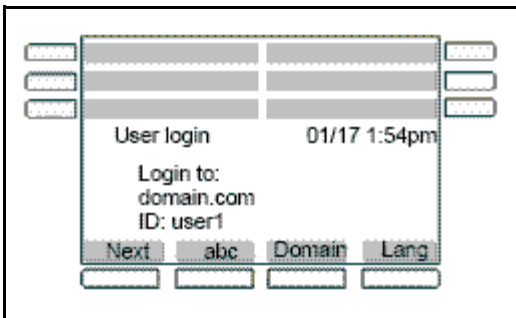 User login 01/17 1:54pm
Login to:
domain.com
ID: user1
Next abc Domain Lang